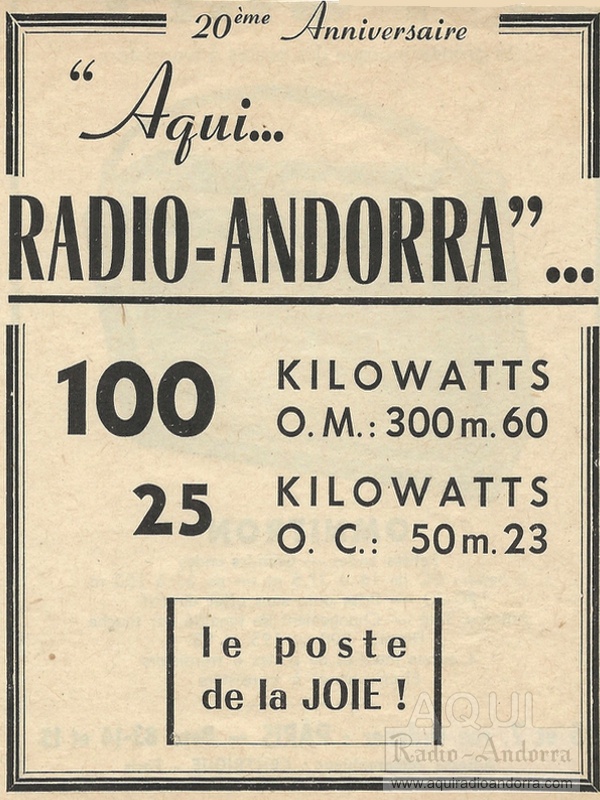 20ème Anniversaire
“Aqui...
RADIO-ANDORRA”...
100 KILOWATTS
O. M. : 300 m. 60
25 KILOWATTS
O. C. : 50 m. 23
le poste
de la JOIE !
AQUI
Radio-Andorra
www.aquiradioandorra.com